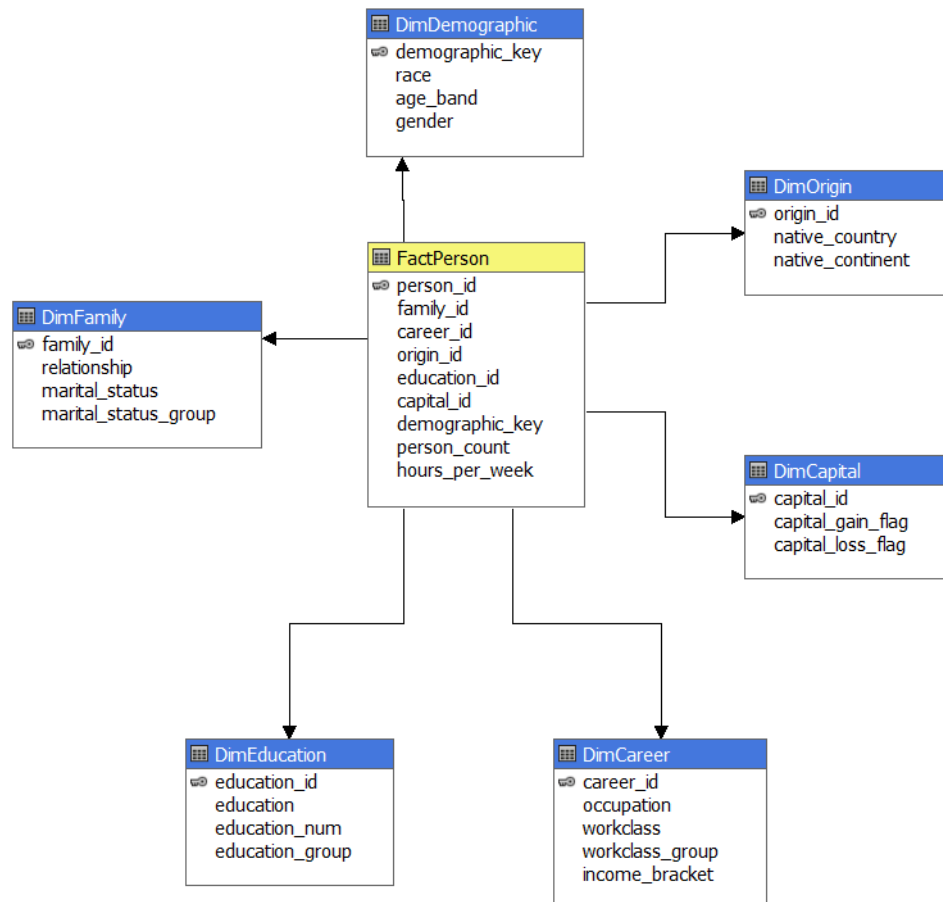 DimDemographic
demographic_key
race
age_band
gender
DimOrigin
origin_id
native_country
native_continent
FactPerson
person_id
family_id
career_id
origin_id
education_id
capital_id
demographic_key
person_count
hours_per_week
DimFamily
family_id
relationship
marital_status
marital_status_group
DimCapital
capital_id
capital_gain_flag
capital_loss_flag
DimEducation
education_id
education
education_num
education_group
DimCareer
career_id
occupation
workclass
workclass_group
income_bracket